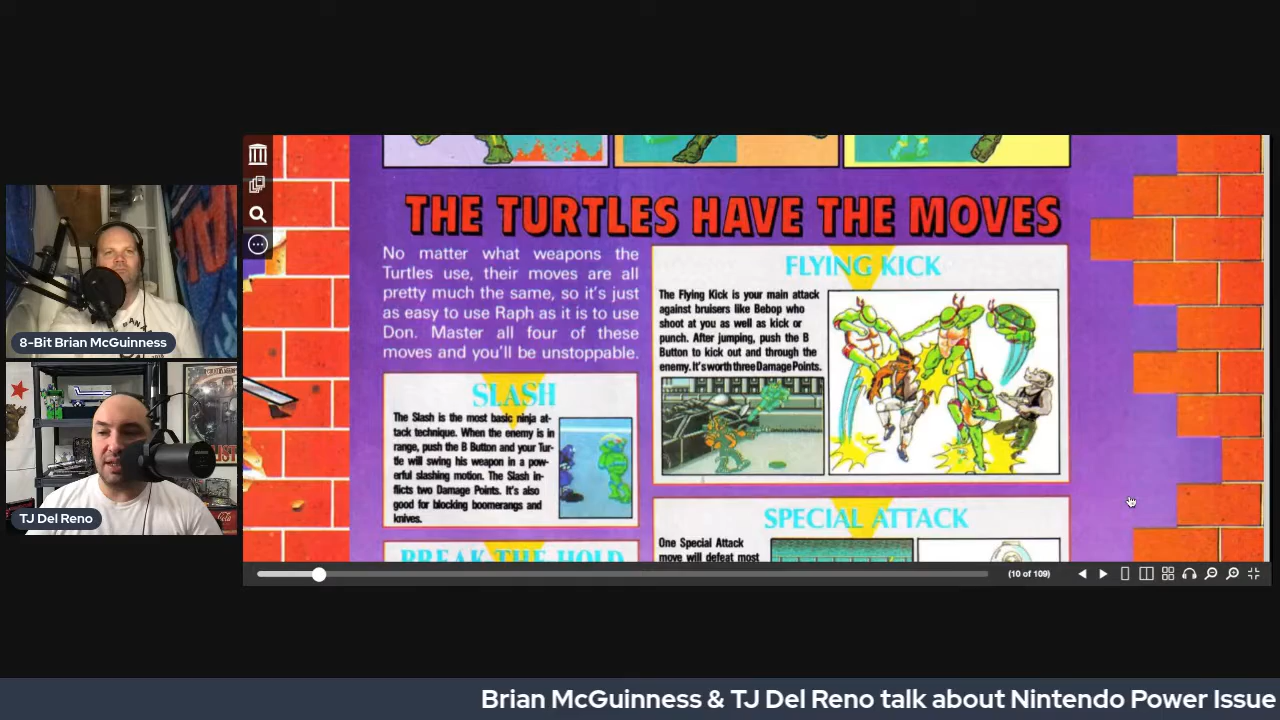 THE TURTLES HAVE THE MOVES
No matter what weapons the
Turtles use, their moves are all
pretty much the same, so it's just
as easy to use Raph as it is to use
Don. Master all four of these
moves and you'll be unstoppable.
SLASH
The Slash is the most basic ninja at-
tack technique. When the enemy is in
range, push the B Button and your Tur-
tle will swing his weapon in a pow-
erful slashing motion. The Slash in-
flicts two Damage Points. It's also
good for blocking boomerangs and
knives.
BREAK THE HOLD
FLYING KICK
The Flying Kick is your main attack
against bruisers like Bebop who
shoot at you as well as kick or
punch. After jumping, push the B
Button to kick out and through the
enemy. It's worth three Damage Points.
SPECIAL ATTACK
One Special Attack
move will defeat most
8-Bit Brian McGuinness
TJ Del Reno
(10 of 109)
Brian McGuinness & TJ Del Reno talk about Nintendo Power Issue